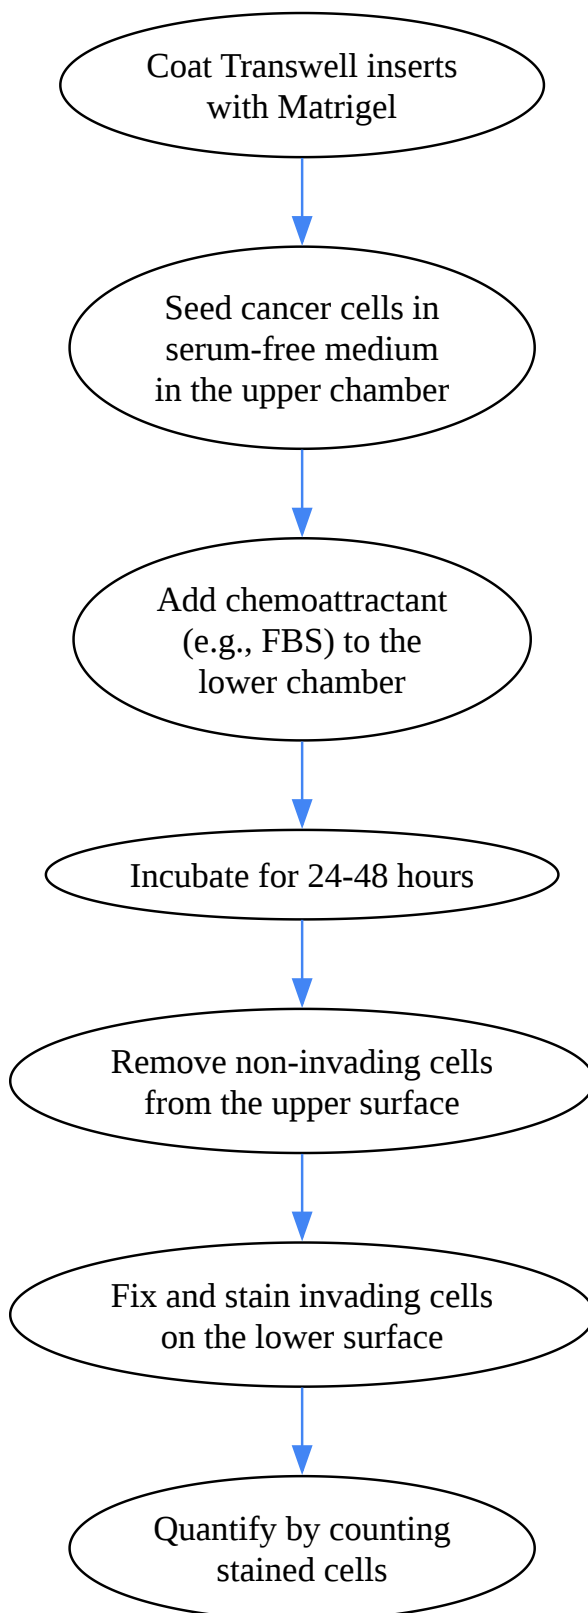 Coat Transwell inserts
with Matrigel
Seed cancer cells in
serum-free medium
in the upper chamber
Add chemoattractant
(e.g., FBS) to the
lower chamber
Incubate for 24-48 hours
Remove non-invading cells
from the upper surface
Fix and stain invading cells
on the lower surface
Quantify by counting
stained cells